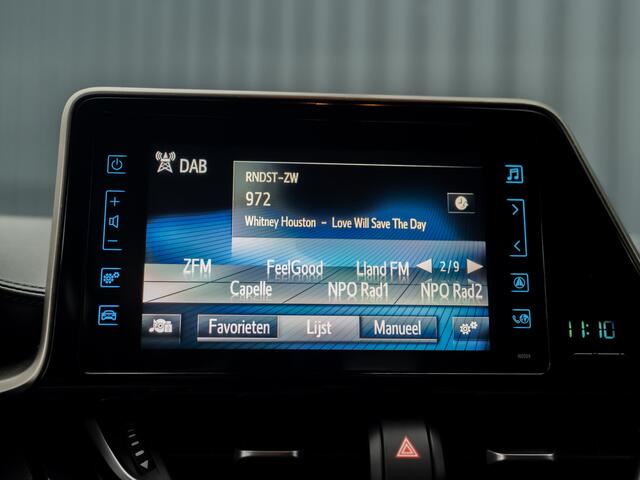 DAB
RNDST-ZW
972
Whitney Houston - Love Will Save The Day
ZFM FeelGood Lland FM 2/9
Capelle NPO Rad1 NPO Rad2
Favorieten Lijst Manueel
11:10